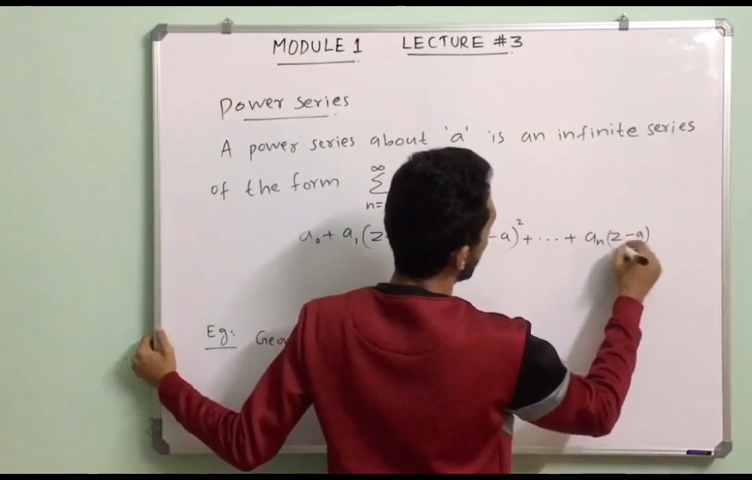 MODULE 1 LECTURE #3
Power series
A power series about 'a' is an infinite series
of the form ∞ Σ n=
a₀ + a₁(z -a)² + ... + aₙ(z-a)
Eg: